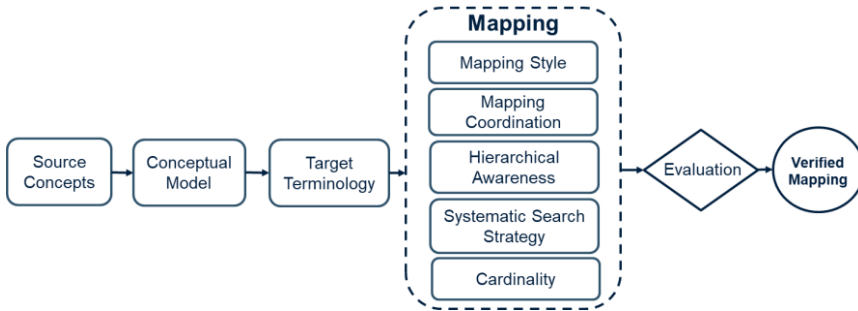 Mapping
Mapping Style
Mapping
Coordination
Source
Concepts
Conceptual
Model
Target
Terminology
Hierarchical
Awareness
Evaluation
Verified
Mapping
Systematic Search
Strategy
Cardinality